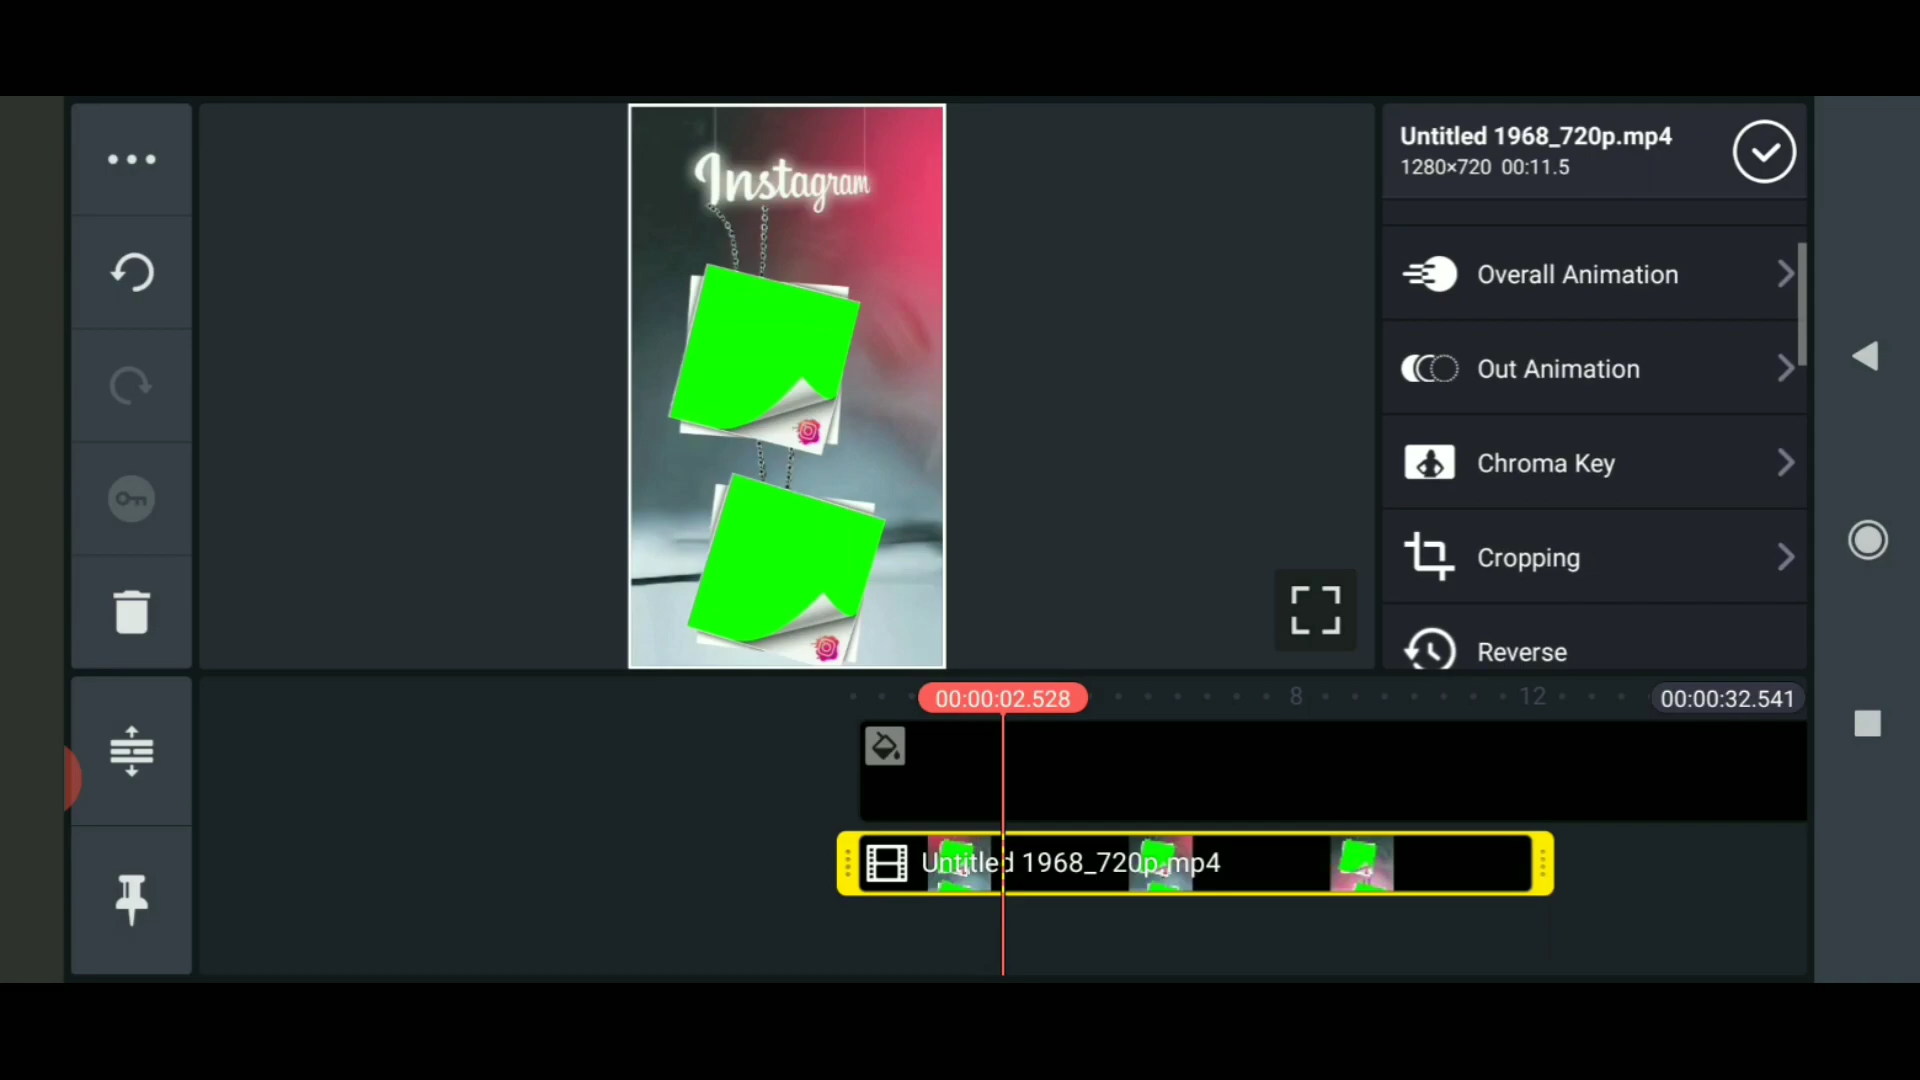 Instagram
Untitled 1968_720p.mp4
1280×720 00:11.5
Overall Animation
Out Animation
Chroma Key
Cropping
Reverse
00:00:02.528
8
12
00:00:32.541
Untitled 1968_720p.mp4